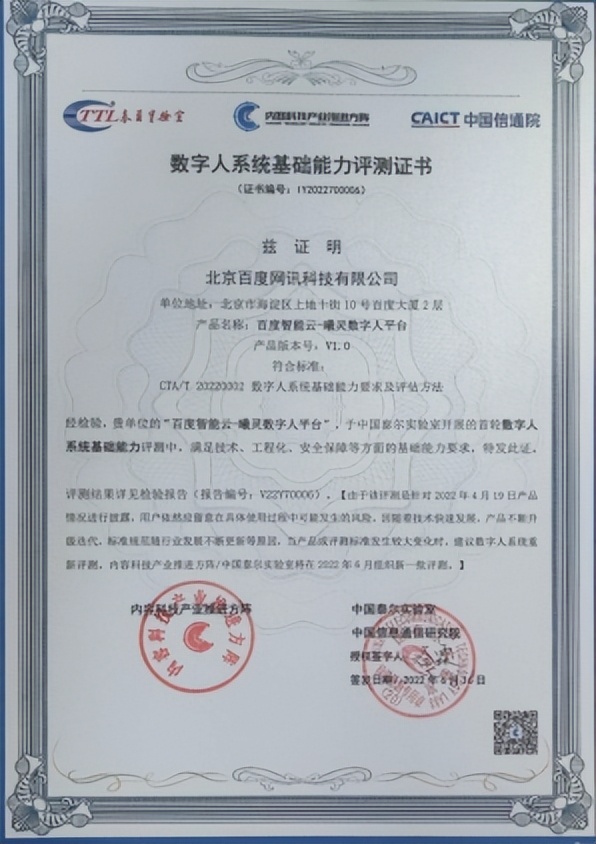 TTL泰尔实验室
内容科技产业推进方阵
CAICT 中国信通院
数字人系统基础能力评测证书
（证书编号：IY202270006）
兹 证 明
北京百度网讯科技有限公司
单位地址：北京市海淀区上地十街10号百度大厦2层
产品名称：百度智能云-曦灵数字人平台
产品版本号：V1.0
符合标准：
CTA/T 20220002 数字人系统基础能力要求及评估方法
经检验，贵单位的“百度智能云-曦灵数字人平台”，于中国泰尔实验室开展的首轮数字人
系统基础能力评测中，满足技术、工程化、安全保障等方面的基础能力要求，特发此证。
评测结果详见检验报告（报告编号：V22Y70006）。【由于该评测是针对2022年4月19日产品
情况进行披露，用户依然应留意在具体使用过程中可能发生的风险。因随着技术快速发展，产品不断升
级迭代、标准规范随行业发展不断更新等原因，当产品或评测标准发生较大变化时，建议数字人系统重
新评测。内容科技产业推进方阵/中国泰尔实验室将在2022年6月组织新一批评测。】
内容科技产业推进方阵
中国泰尔实验室
中国信息通信研究院
授权签字人：
签发日期：2022年6月16日
内容科技产业推进方阵